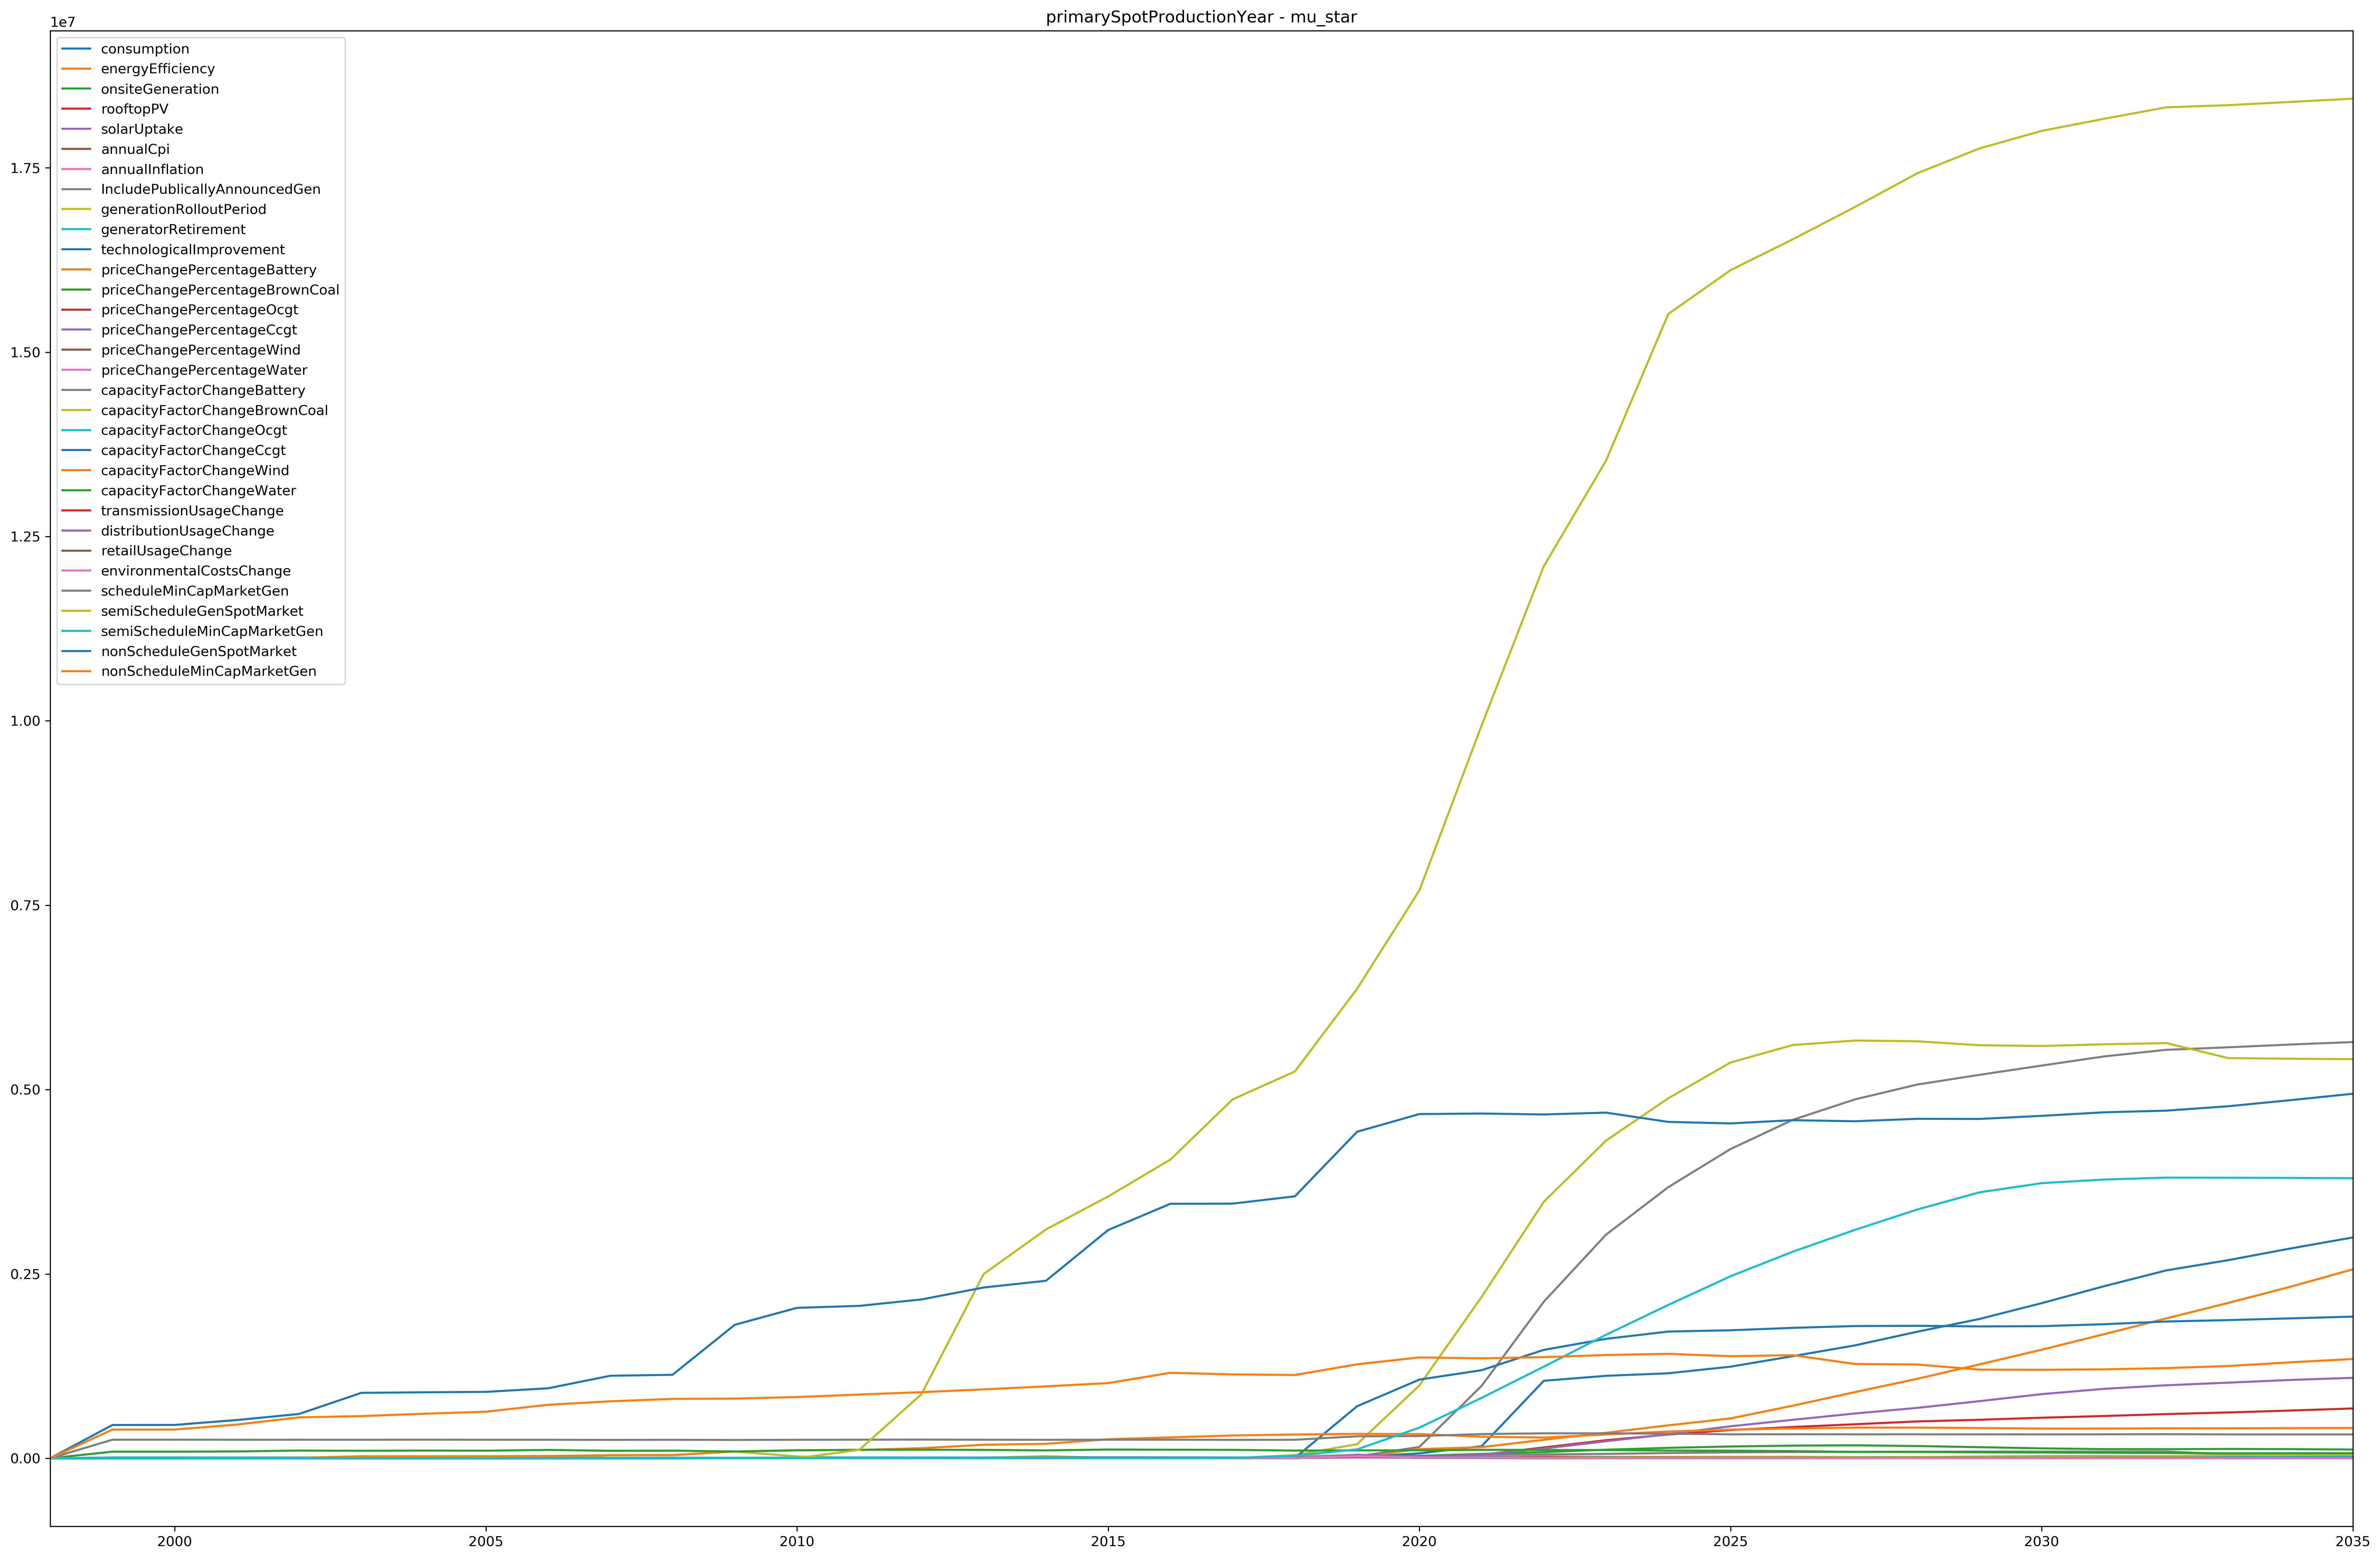 primarySpotProductionYear - mu_star
1e7
consumption
energyEfficiency
onsiteGeneration
rooftopPV
solarUptake
annualCpi
annualInflation
IncludePublicallyAnnouncedGen
generationRolloutPeriod
generatorRetirement
technologicalImprovement
priceChangePercentageBattery
priceChangePercentageBrownCoal
priceChangePercentageOcgt
priceChangePercentageCcgt
priceChangePercentageWind
priceChangePercentageWater
capacityFactorChangeBattery
capacityFactorChangeBrownCoal
capacityFactorChangeOcgt
capacityFactorChangeCcgt
capacityFactorChangeWind
capacityFactorChangeWater
transmissionUsageChange
distributionUsageChange
retailUsageChange
environmentalCostsChange
scheduleMinCapMarketGen
semiScheduleGenSpotMarket
semiScheduleMinCapMarketGen
nonScheduleGenSpotMarket
nonScheduleMinCapMarketGen
1.75
1.50
1.25
1.00
0.75
0.50
0.25
0.00
2000 2005 2010 2015 2020 2025 2030 2035